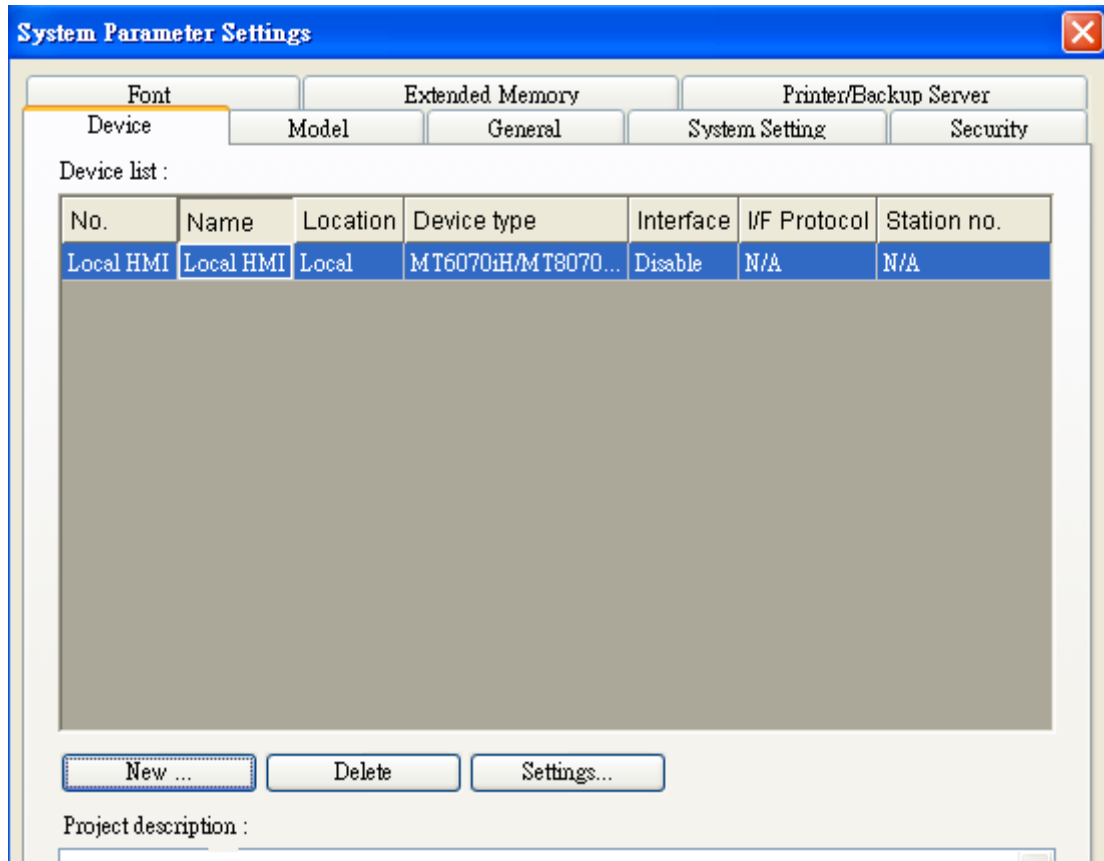 System Parameter Settings
Font Extended Memory Printer/Backup Server
Device Model General System Setting Security
Device list :
No. Name Location Device type Interface I/F Protocol Station no.
Local HMI Local HMI Local MT6070iH/MT8070... Disable N/A N/A
New ... Delete Settings...
Project description :